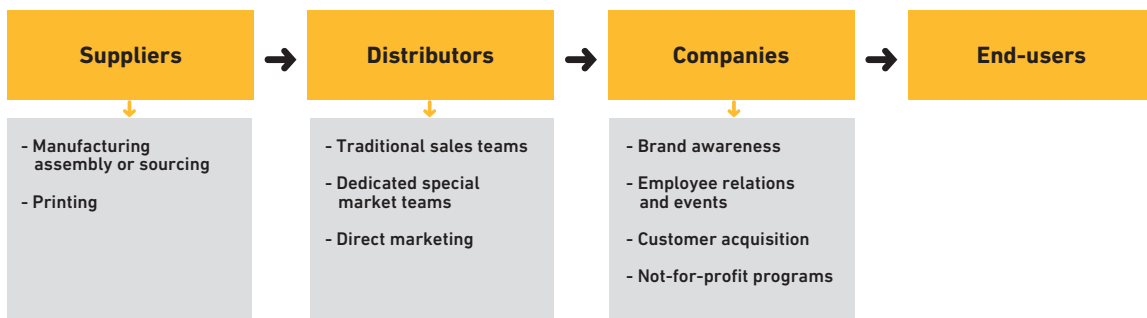 Suppliers
Distributors
Companies
End-users
- Manufacturing
assembly or sourcing
- Printing
- Traditional sales teams
- Dedicated special
market teams
- Direct marketing
- Brand awareness
- Employee relations
and events
- Customer acquisition
- Not-for-profit programs